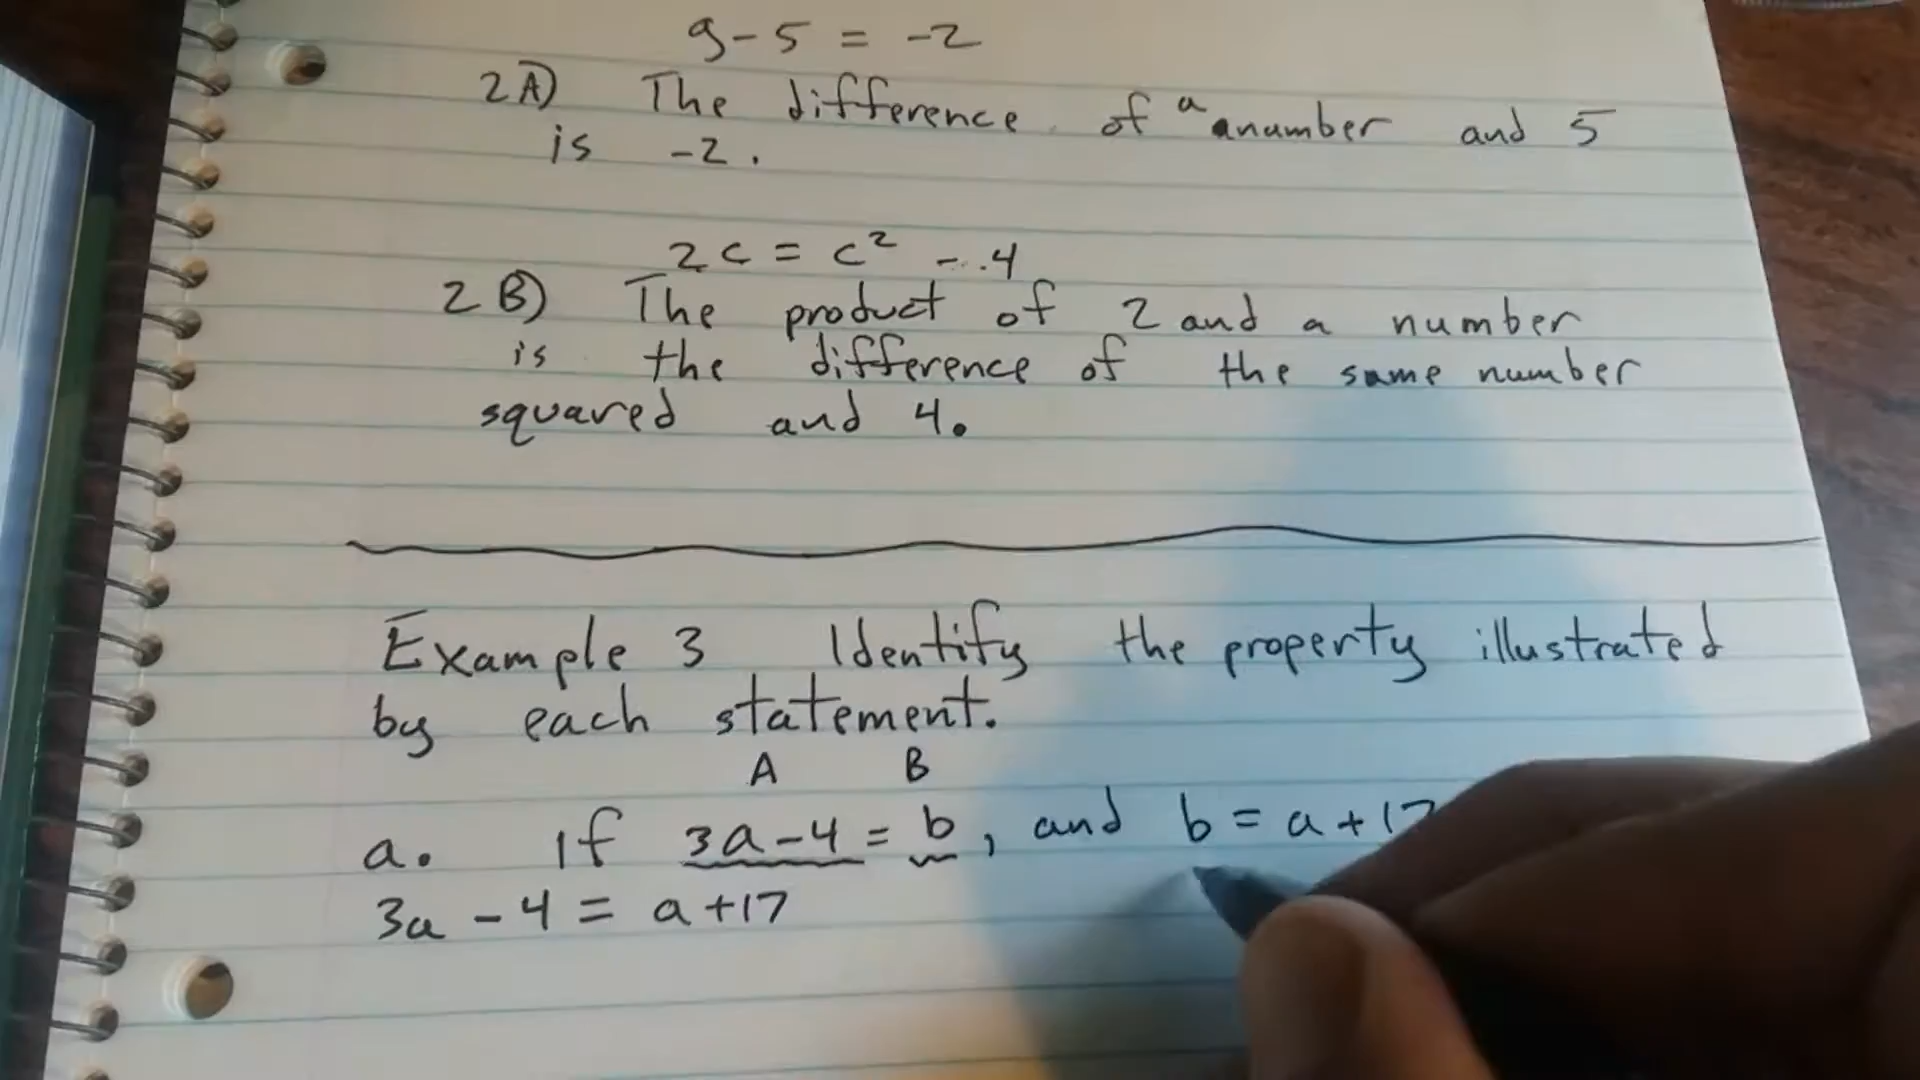 g - 5 = -2
2A) The difference of a number and 5
is -2.
2c = c² - 4
2B) The product of 2 and a number
is the difference of the same number
squared and 4.
Example 3 Identify the property illustrated
by each statement.
A B
a. if 3a - 4 = b, and b = a + 17
3a - 4 = a + 17